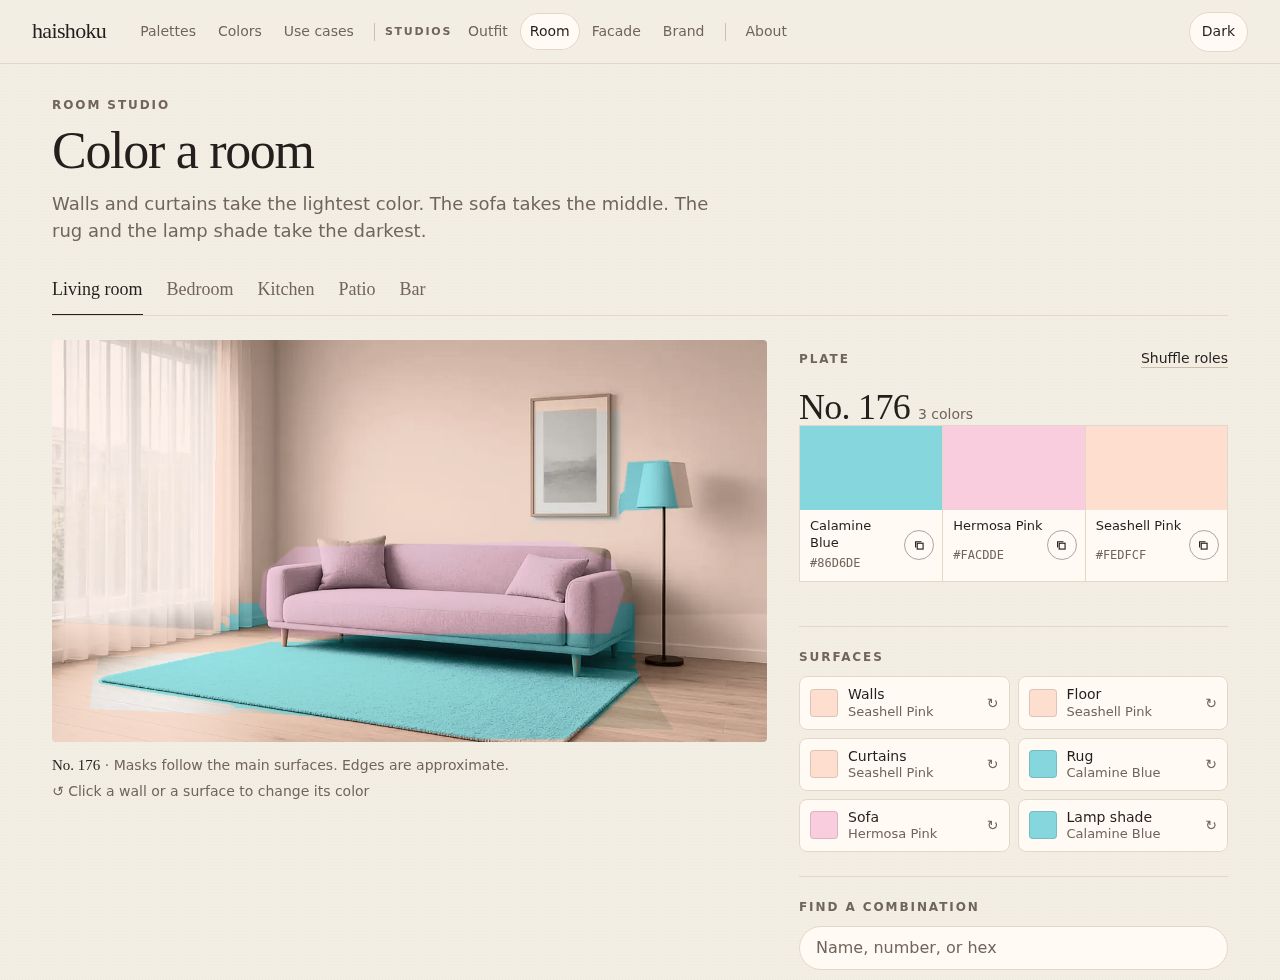 haishoku
Palettes
Colors
Use cases
STUDIOS
Outfit
Room
Facade
Brand
About
Dark
ROOM STUDIO
Color a room
Walls and curtains take the lightest color. The sofa takes the middle. The
rug and the lamp shade take the darkest.
Living room
Bedroom
Kitchen
Patio
Bar
No. 176 · Masks follow the main surfaces. Edges are approximate.
↺ Click a wall or a surface to change its color
PLATE
Shuffle roles
No. 176 3 colors
Calamine
Blue
#86D6DE
Hermosa Pink
#FACDDE
Seashell Pink
#FEDFCF
SURFACES
Walls
Seashell Pink
↻
Floor
Seashell Pink
↻
Curtains
Seashell Pink
↻
Rug
Calamine Blue
Sofa
Hermosa Pink
↻
Lamp shade
Calamine Blue
↻
FIND A COMBINATION
Name, number, or hex